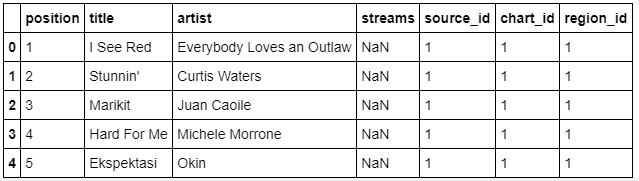 position title artist streams source_id chart_id region_id
0 1 I See Red Everybody Loves an Outlaw NaN 1 1 1
1 2 Stunnin' Curtis Waters NaN 1 1 1
2 3 Marikit Juan Caoile NaN 1 1 1
3 4 Hard For Me Michele Morrone NaN 1 1 1
4 5 Ekspektasi Okin NaN 1 1 1